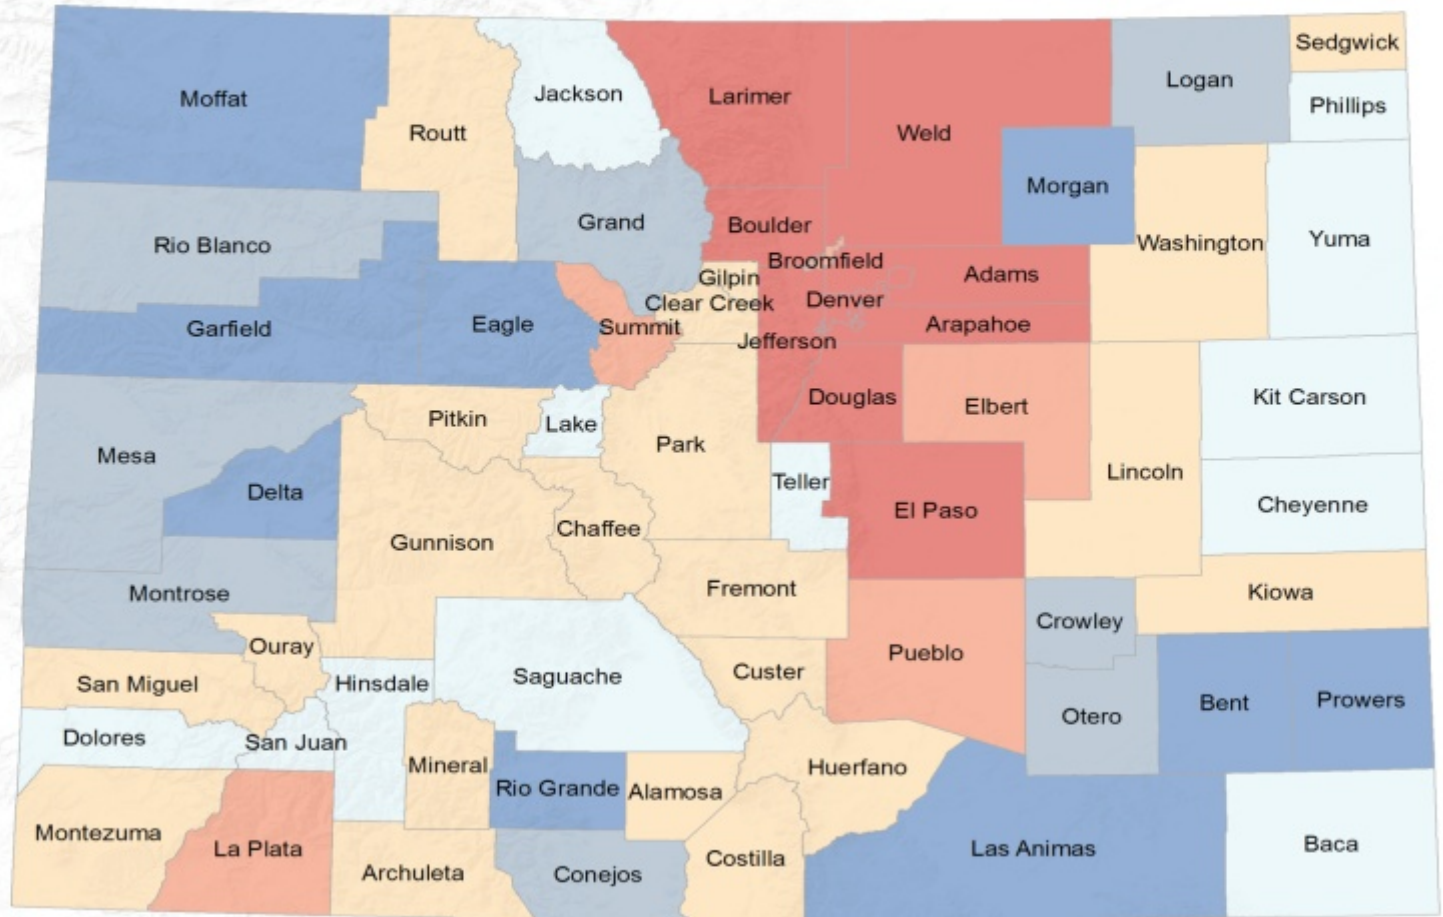 Sedgwick
Logan
Moffat
Jackson
Larimer
Phillips
Routt
Weld
Morgan
Grand
Boulder
Rio Blanco
Washington
Yuma
Broomfield
Gilpin
Adams
Clear Creek
Denver
Garfield
Eagle
Summit
Arapahoe
Jefferson
Douglas
Kit Carson
Elbert
Pitkin
Lake
Park
Mesa
Lincoln
Teller
Delta
Cheyenne
El Paso
Chaffee
Gunnison
Fremont
Montrose
Kiowa
Crowley
Ouray
Pueblo
Custer
Saguache
San Miguel
Hinsdale
Prowers
Bent
Otero
Dolores
San Juan
Mineral
Huerfano
Rio Grande
Alamosa
Montezuma
Baca
La Plata
Las Animas
Costilla
Archuleta
Conejos